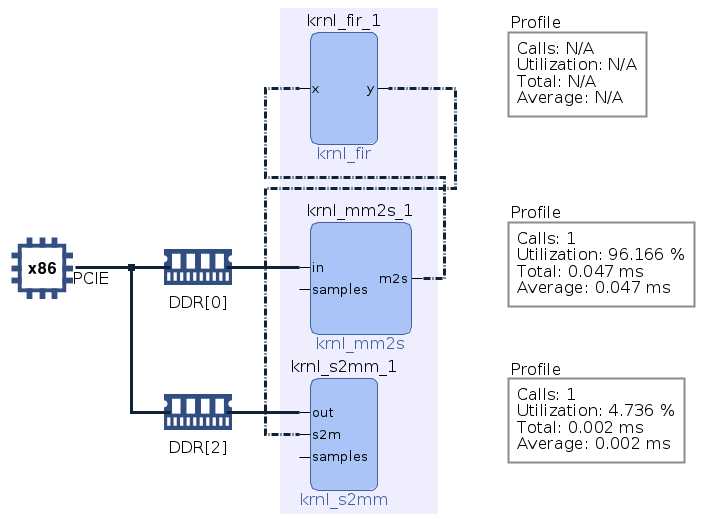 krnl_fir_1
x
y
krnl_fir
Profile
Calls: N/A
Utilization: N/A
Total: N/A
Average: N/A
krnl_mm2s_1
in
samples
m2s
krnl_mm2s
Profile
Calls: 1
Utilization: 96.166 %
Total: 0.047 ms
Average: 0.047 ms
x86
PCIE
DDR[0]
krnl_s2mm_1
out
s2m
samples
krnl_s2mm
DDR[2]
Profile
Calls: 1
Utilization: 4.736 %
Total: 0.002 ms
Average: 0.002 ms